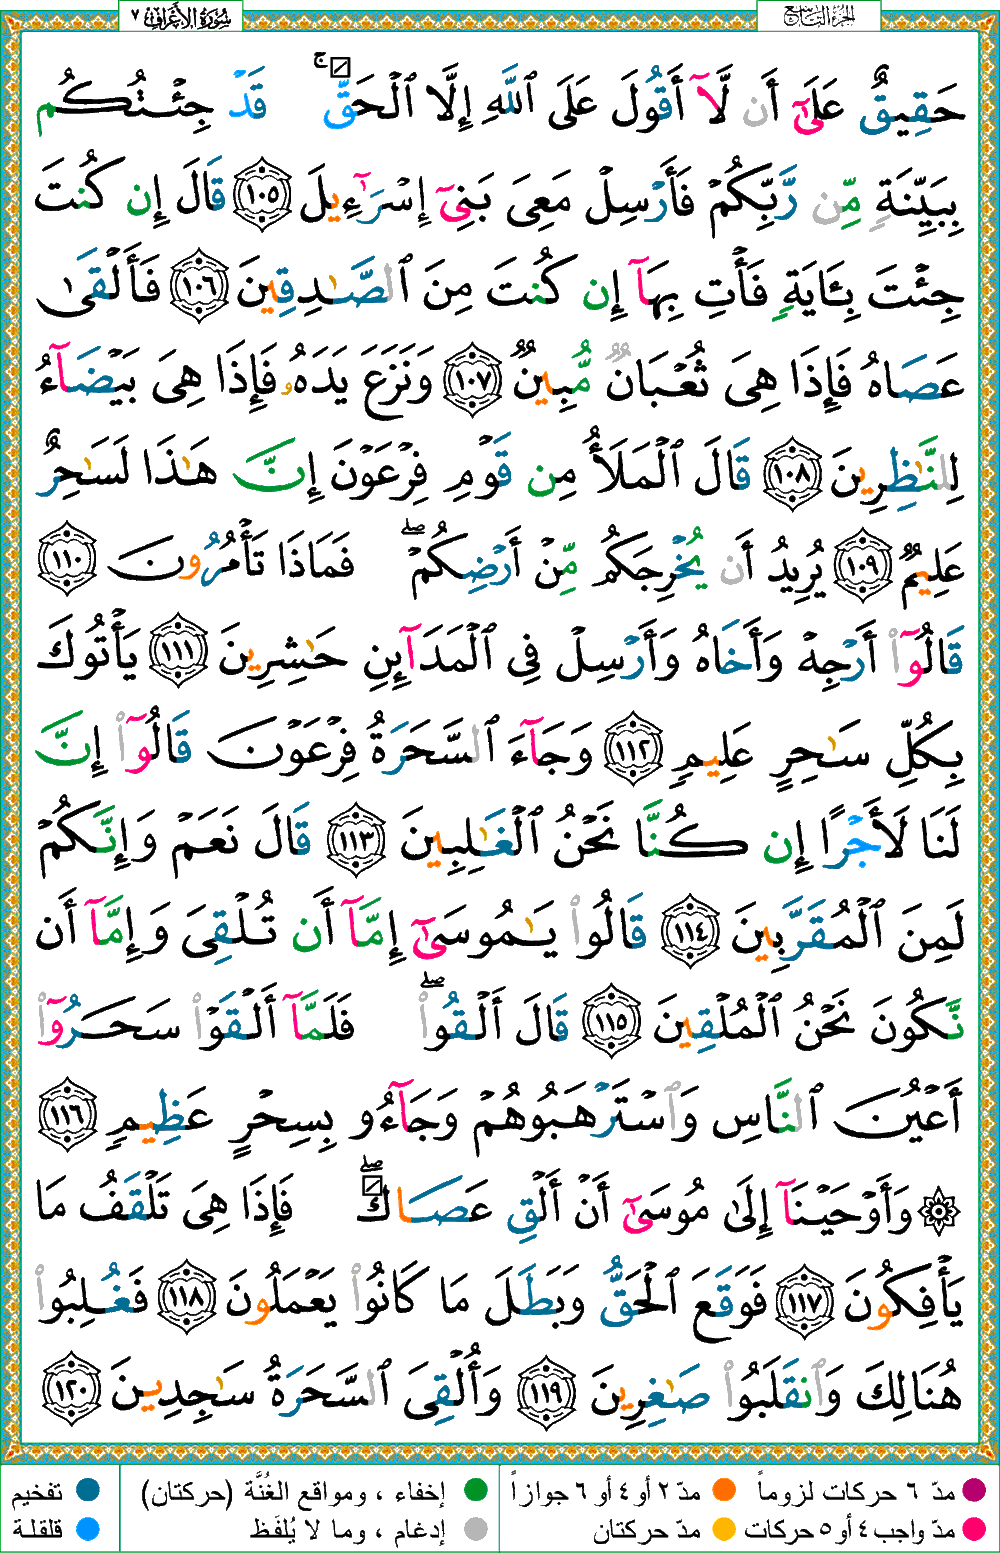 الجزء التاسع
سورة الأعراف ٧
حَقِيقٌ عَلَىٰٓ أَن لَّآ أَقُولَ عَلَى ٱللَّهِ إِلَّا ٱلْحَقَّ ۚ قَدْ جِئْتُكُم
بِبَيِّنَةٍ مِّن رَّبِّكُمْ فَأَرْسِلْ مَعِىَ بَنِىٓ إِسْرَٰٓءِيلَ ١٠٥ قَالَ إِن كُنتَ
جِئْتَ بِـَٔايَةٍ فَأْتِ بِهَآ إِن كُنتَ مِنَ ٱلصَّـٰدِقِينَ ١٠٦ فَأَلْقَىٰ
عَصَاهُ فَإِذَا هِىَ ثُعْبَانٌ مُّبِينٌ ١٠٧ وَنَزَعَ يَدَهُۥ فَإِذَا هِىَ بَيْضَآءُ
لِلنَّـٰظِرِينَ ١٠٨ قَالَ ٱلْمَلَأُ مِن قَوْمِ فِرْعَوْنَ إِنَّ هَـٰذَا لَسَـٰحِرٌ
عَلِيمٌ ١٠٩ يُرِيدُ أَن يُخْرِجَكُم مِّنْ أَرْضِكُمْ ۖ فَمَاذَا تَأْمُرُونَ ١١٠
قَالُوٓا۟ أَرْجِهْ وَأَخَاهُ وَأَرْسِلْ فِى ٱلْمَدَآئِنِ حَـٰشِرِينَ ١١١ يَأْتُوكَ
بِكُلِّ سَـٰحِرٍ عَلِيمٍ ١١٢ وَجَآءَ ٱلسَّحَرَةُ فِرْعَوْنَ قَالُوٓا۟ إِنَّ
لَنَا لَأَجْرًا إِن كُنَّا نَحْنُ ٱلْغَـٰلِبِينَ ١١٣ قَالَ نَعَمْ وَإِنَّكُمْ
لَمِنَ ٱلْمُقَرَّبِينَ ١١٤ قَالُوا۟ يَـٰمُوسَىٰٓ إِمَّآ أَن تُلْقِىَ وَإِمَّآ أَن
نَّكُونَ نَحْنُ ٱلْمُلْقِينَ ١١٥ قَالَ أَلْقُوا۟ ۖ فَلَمَّآ أَلْقَوْا۟ سَحَرُوٓا۟
أَعْيُنَ ٱلنَّاسِ وَٱسْتَرْهَبُوهُمْ وَجَآءُو بِسِحْرٍ عَظِيمٍ ١١٦
۞ وَأَوْحَيْنَآ إِلَىٰ مُوسَىٰٓ أَنْ أَلْقِ عَصَاكَ ۖ فَإِذَا هِىَ تَلْقَفُ مَا
يَأْفِكُونَ ١١٧ فَوَقَعَ ٱلْحَقُّ وَبَطَلَ مَا كَانُوا۟ يَعْمَلُونَ ١١٨ فَغُلِبُوا۟
هُنَالِكَ وَٱنقَلَبُوا۟ صَـٰغِرِينَ ١١٩ وَأُلْقِىَ ٱلسَّحَرَةُ سَـٰجِدِينَ ١٢٠
مدّ ٦ حركات لزوماً مدّ ٢ أو ٤ أو ٦ جوازاً إخفاء ، ومواقع الغُنَّة (حركتان) تفخيم
مدّ واجب ٤ أو ٥ حركات مدّ حركتان إدغام ، وما لا يُلفَظ قلقلة